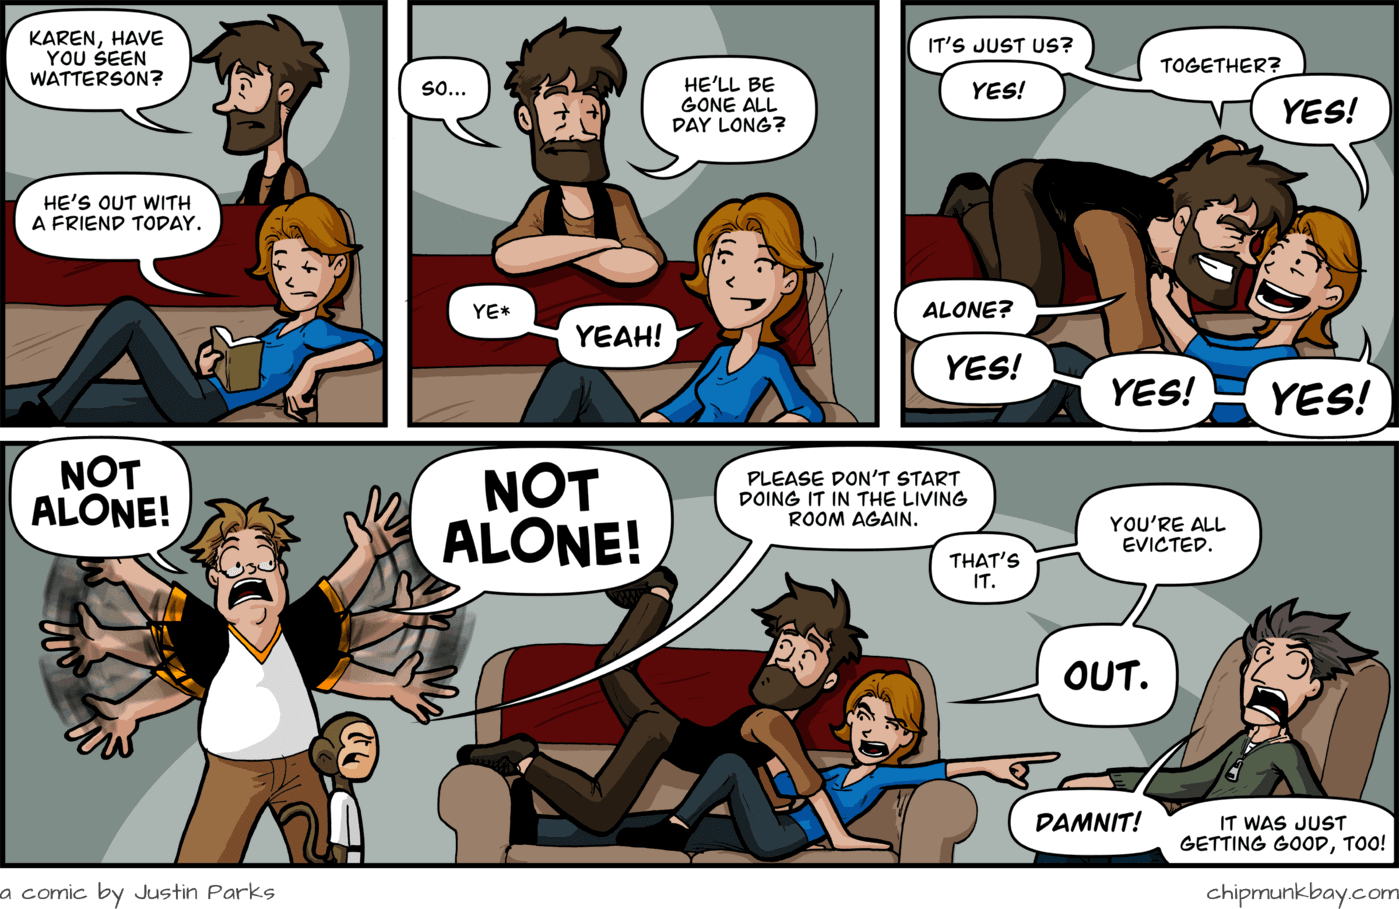 KAREN, HAVE
YOU SEEN
WATTERSON?
HE'S OUT WITH
A FRIEND TODAY.
SO...
HE'LL BE
GONE ALL
DAY LONG?
YE*
YEAH!
IT'S JUST US?
YES!
TOGETHER?
YES!
ALONE?
YES!
YES!
YES!
NOT
ALONE!
NOT
ALONE!
PLEASE DON'T START
DOING IT IN THE LIVING
ROOM AGAIN.
THAT'S
IT.
YOU'RE ALL
EVICTED.
OUT.
DAMNIT!
IT WAS JUST
GETTING GOOD, TOO!
a comic by Justin Parks
chipmunkbay.com